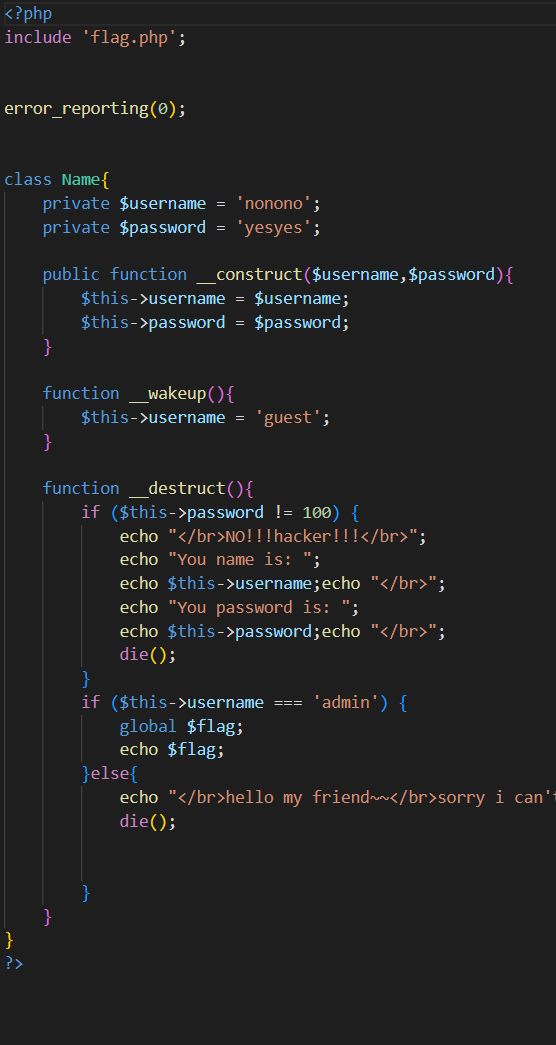 <?php
include 'flag.php';
error_reporting(0);
class Name{
    private $username = 'nonono';
    private $password = 'yesyes';
    public function __construct($username,$password){
        $this->username = $username;
        $this->password = $password;
    }
    function __wakeup(){
        $this->username = 'guest';
    }
    function __destruct(){
        if ($this->password != 100) {
            echo "</br>NO!!!hacker!!!</br>";
            echo "You name is: ";
            echo $this->username;echo "</br>";
            echo "You password is: ";
            echo $this->password;echo "</br>";
            die();
        }
        if ($this->username === 'admin') {
            global $flag;
            echo $flag;
        }else{
            echo "</br>hello my friend~~</br>sorry i can't
            die();
        }
    }
}
?>